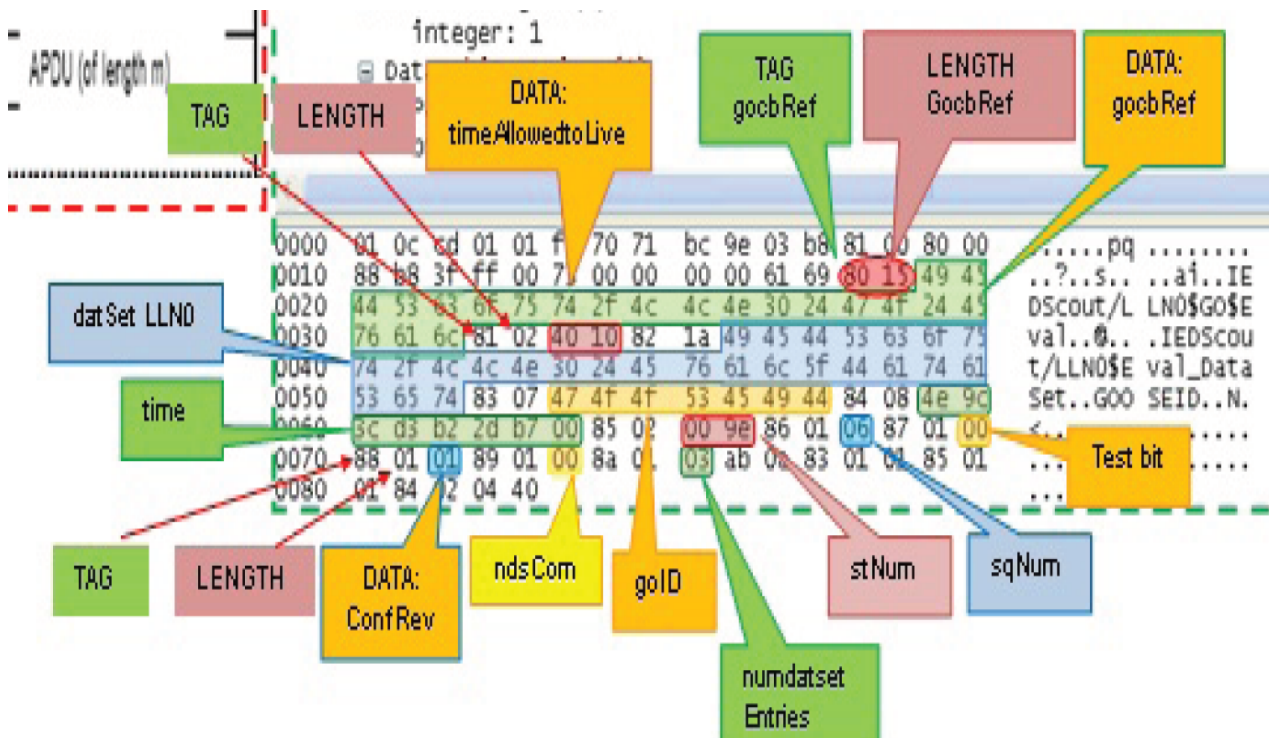 integer: 1
APDU (of length m)
TAG
LENGTH
DATA:
timeAllowedtoLive
TAG
gocbRef
LENGTH
GocbRef
DATA:
gocbRef
datSet LLN0
time
0000 01 0c cd 01 01 70 71 bc 9e 03 b8 81 00 80 00 pq
0010 88 b8 3f ff 00 00 00 00 00 61 69 80 15 49 45 ..?.s. ..ai..IE
0020 44 53 63 6f 75 74 2f 4c 4c 4e 30 24 47 4f 24 45 DScout/L LN0$GO$E
0030 76 61 6c 81 02 40 10 82 1a 49 45 44 53 63 6f 75 val..@.. .IEDScou
0040 74 2f 4c 4c 4e 30 24 45 76 61 6c 5f 44 61 74 61 t/LLN0$E val_Data
0050 53 65 74 83 07 47 4f 4f 53 45 49 44 84 08 4e 9c Set..GOO SEID..N.
0060 3c d3 b2 2d b7 00 85 02 00 9e 86 01 06 87 01 00
0070 88 01 01 89 01 00 8a 01 03 ab 83 01 01 85 01
0080 01 84 02 04 40
Test bit
TAG
LENGTH
DATA:
ConfRev
ndsCom
goID
stNum
sqNum
numdatset
Entries